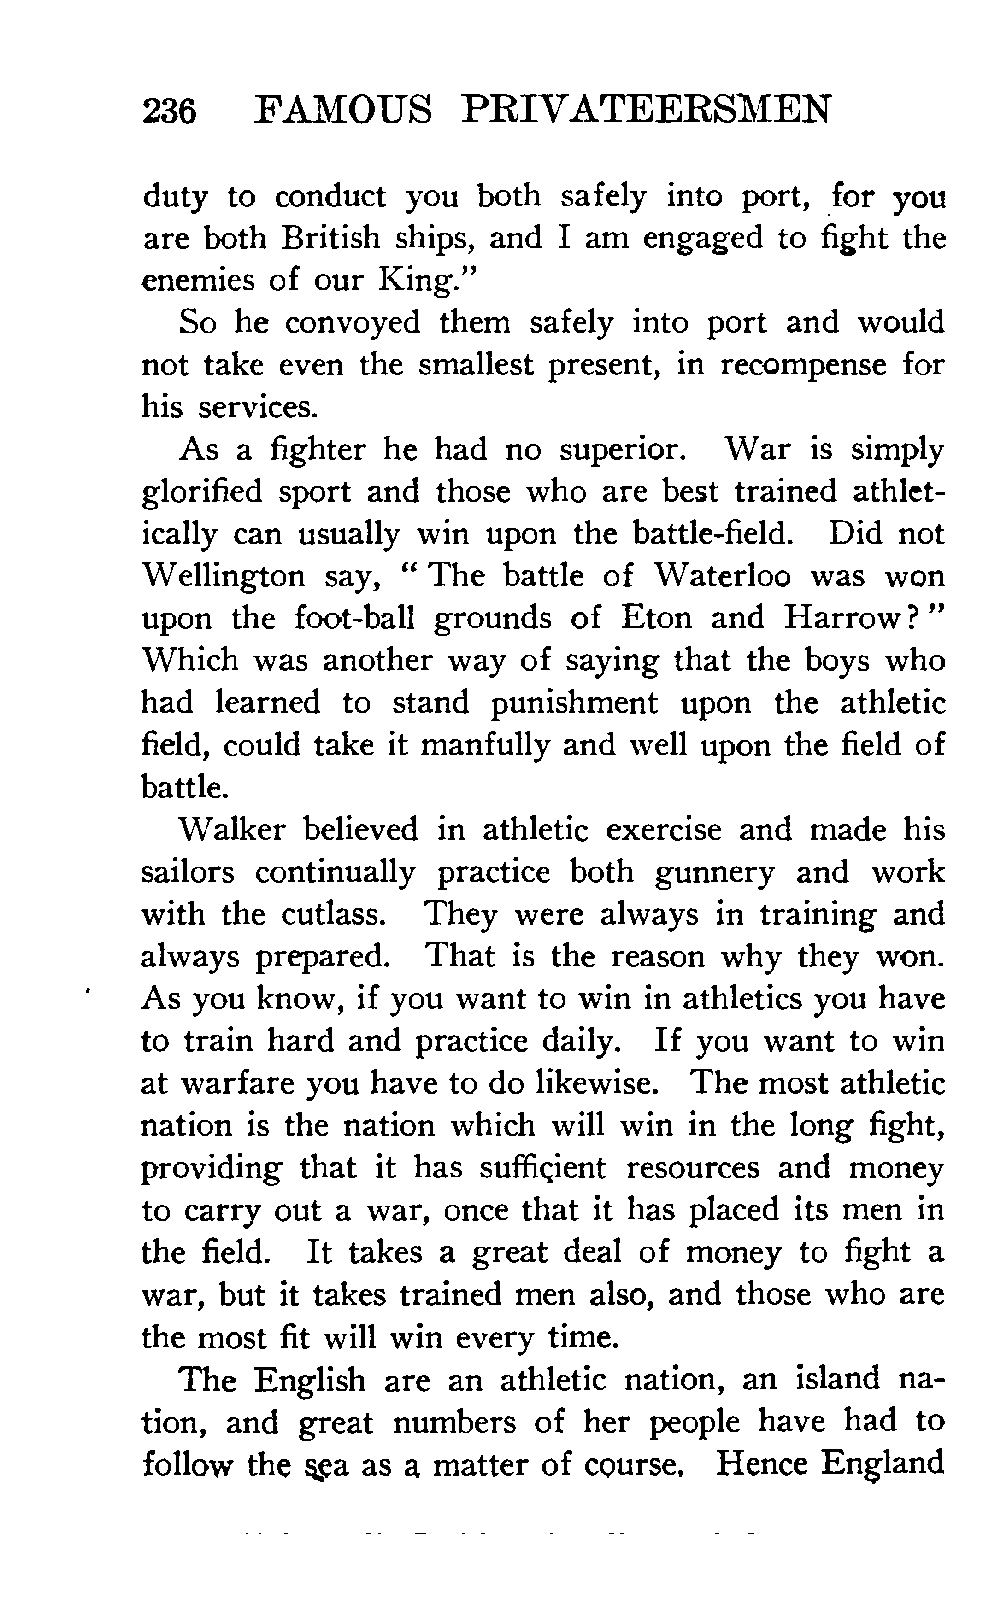 236 FAMOUS PRIVATEERSMEN
duty to conduct you both safely into port, for you
are both British ships, and I am engaged to fight the
enemies of our King."
So he convoyed them safely into port and would
not take even the smallest present, in recompense for
his services.
As a fighter he had no superior. War is simply
glorified sport and those who are best trained athlet-
ically can usually win upon the battle-field. Did not
Wellington say, " The battle of Waterloo was won
upon the foot-ball grounds of Eton and Harrow? "
Which was another way of saying that the boys who
had learned to stand punishment upon the athletic
field, could take it manfully and well upon the field of
battle.
Walker believed in athletic exercise and made his
sailors continually practice both gunnery and work
with the cutlass. They were always in training and
always prepared. That is the reason why they won.
As you know, if you want to win in athletics you have
to train hard and practice daily. If you want to win
at warfare you have to do likewise. The most athletic
nation is the nation which will win in the long fight,
providing that it has sufficient resources and money
to carry out a war, once that it has placed its men in
the field. It takes a great deal of money to fight a
war, but it takes trained men also, and those who are
the most fit will win every time.
The English are an athletic nation, an island na-
tion, and great numbers of her people have had to
follow the sea as a matter of course. Hence England